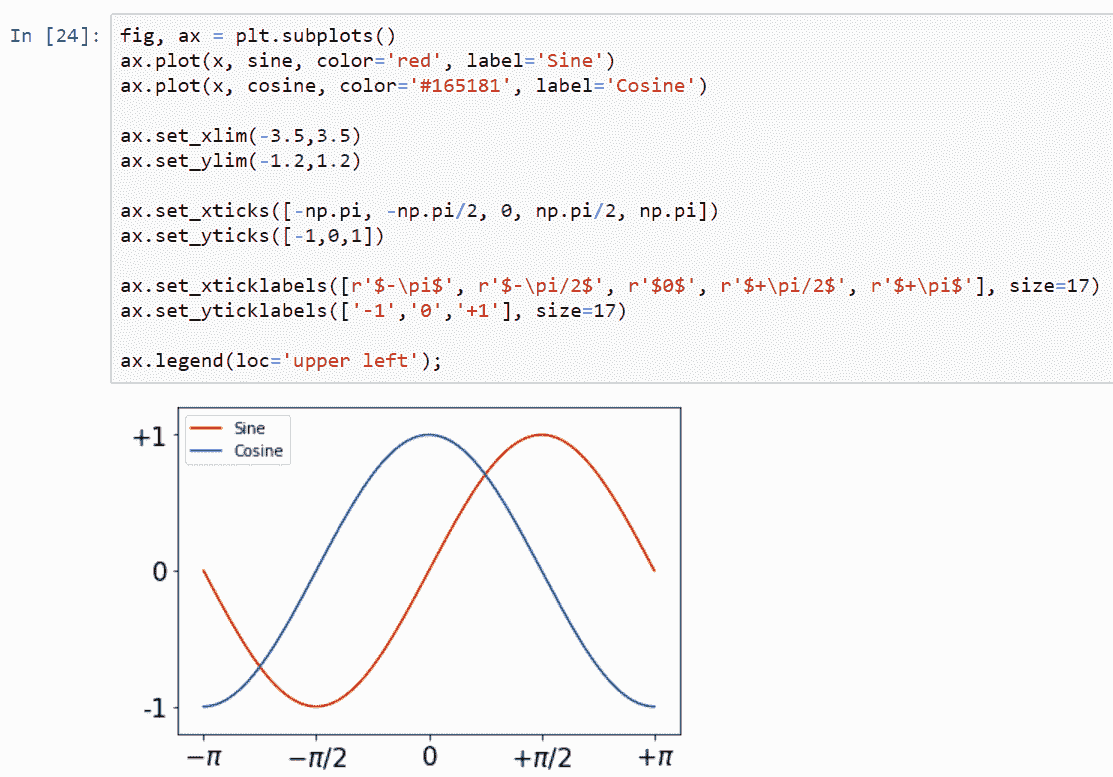 In [24]: fig, ax = plt.subplots()
ax.plot(x, sine, color='red', label='Sine')
ax.plot(x, cosine, color='#165181', label='Cosine')
ax.set_xlim(-3.5,3.5)
ax.set_ylim(-1.2,1.2)
ax.set_xticks([-np.pi, -np.pi/2, 0, np.pi/2, np.pi])
ax.set_yticks([-1,0,1])
ax.set_xticklabels([r'$-\pi$', r'$-\pi/2$', r'$0$', r'$+\pi/2$', r'$+\pi$'], size=17)
ax.set_yticklabels(['-1','0','+1'], size=17)
ax.legend(loc='upper left');
Sine
Cosine
+1
0
-1
−π −π/2 0 +π/2 +π